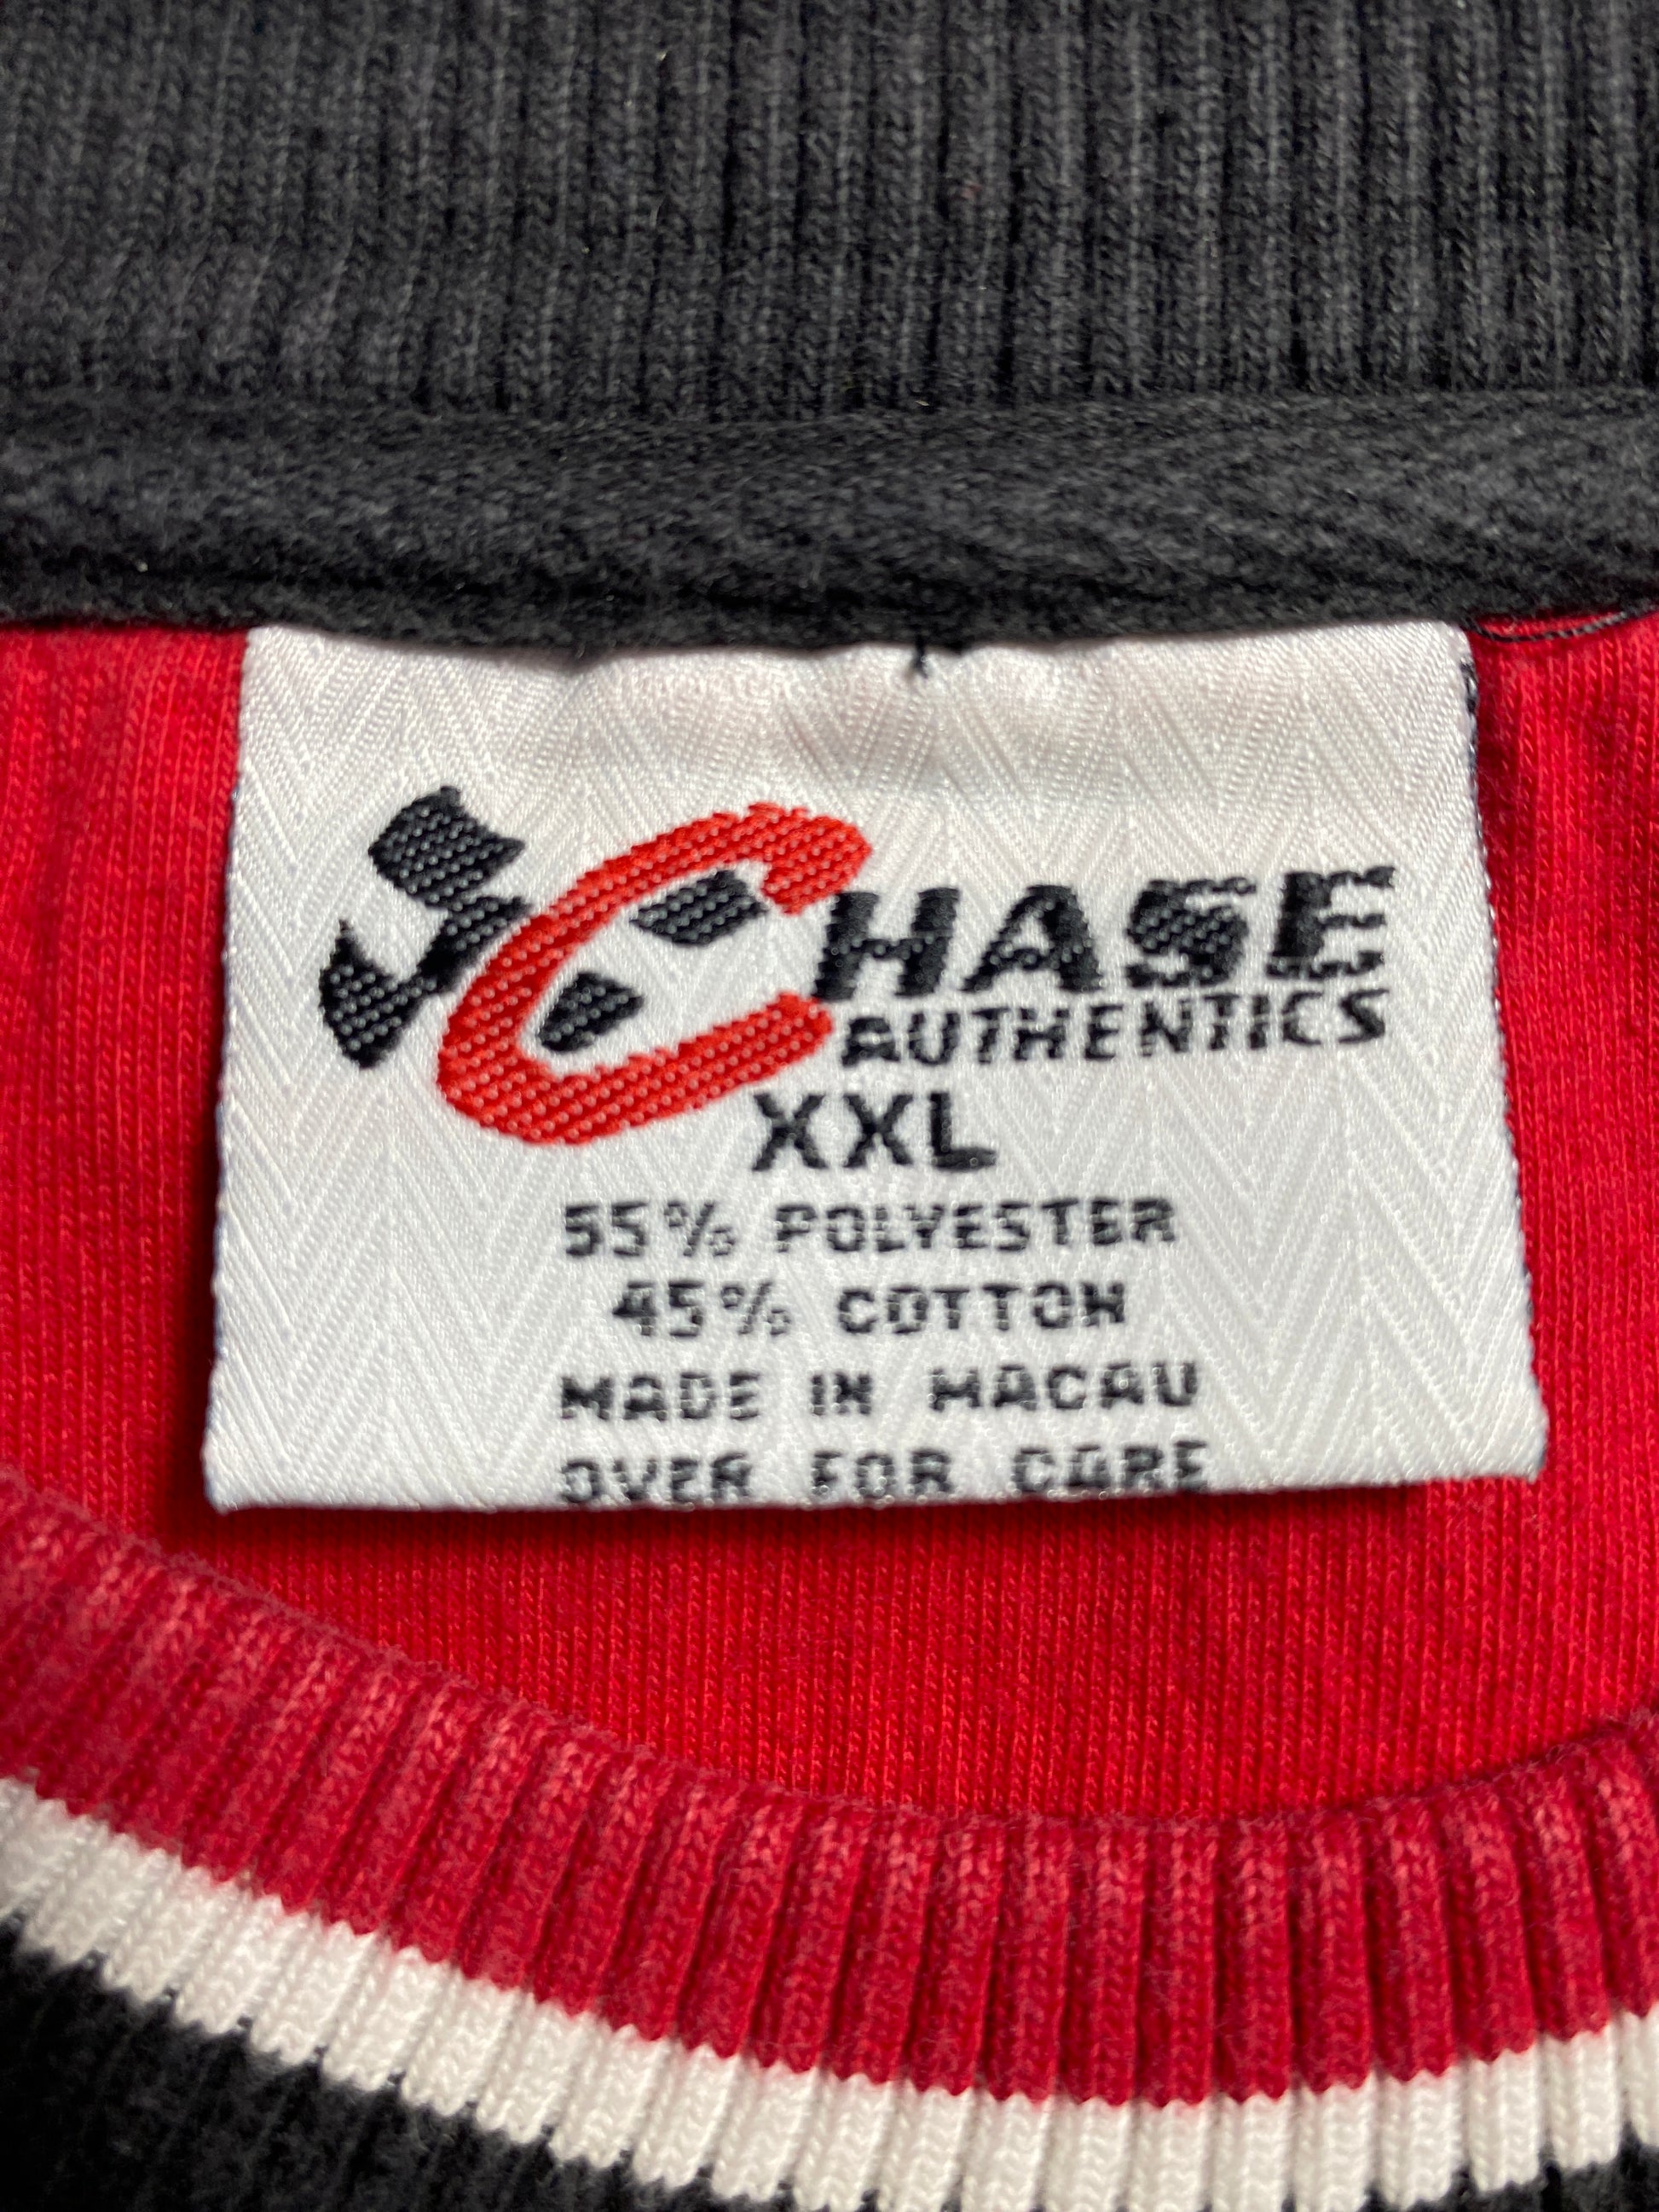 CHASE
AUTHENTICS
XXL
55% POLYESTER
45% COTTON
MADE IN MACAU
OVER FOR CARE